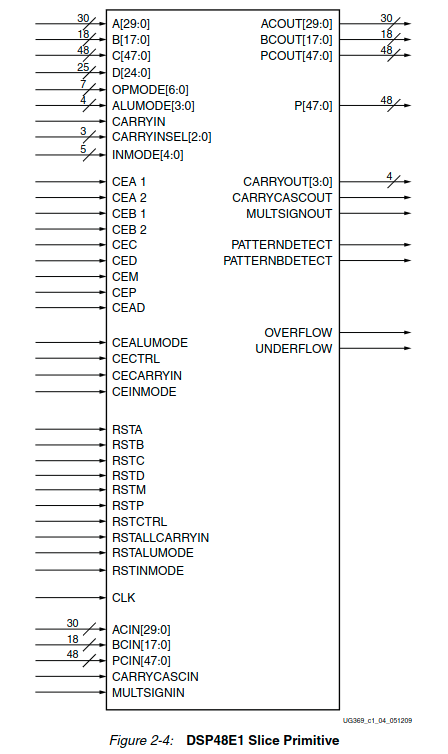 30 A[29:0] ACOUT[29:0] 30
18 B[17:0] BCOUT[17:0] 18
48 C[47:0] PCOUT[47:0] 48
25 D[24:0]
7 OPMODE[6:0]
4 ALUMODE[3:0] P[47:0] 48
CARRYIN
3 CARRYINSEL[2:0]
5 INMODE[4:0]
CEA 1 CARRYOUT[3:0] 4
CEA 2 CARRYCASCOUT
CEB 1 MULTSIGNOUT
CEB 2
CEC PATTERNDETECT
CED PATTERNBDETECT
CEM
CEP
CEAD
OVERFLOW
CEALUMODE UNDERFLOW
CECTRL
CECARRYIN
CEINMODE
RSTA
RSTB
RSTC
RSTD
RSTM
RSTP
RSTCTRL
RSTALLCARRYIN
RSTALUMODE
RSTINMODE
CLK
30 ACIN[29:0]
18 BCIN[17:0]
48 PCIN[47:0]
CARRYCASCIN
MULTSIGNIN
UG369_c1_04_051209
Figure 2-4: DSP48E1 Slice Primitive